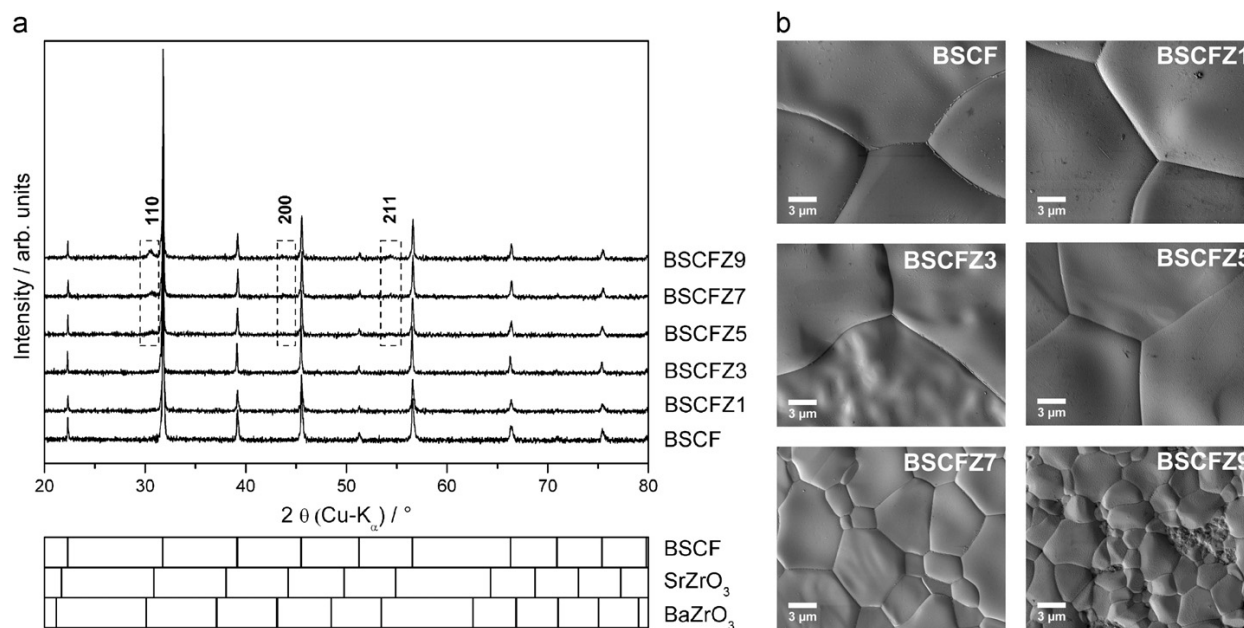 a
Intensity / arb. units
110
200
211
BSCFZ9
BSCFZ7
BSCFZ5
BSCFZ3
BSCFZ1
BSCF
20 30 40 50 60 70 80
2 θ (Cu-Kα) / °
BSCF
SrZrO₃
BaZrO₃
b
BSCF
3 µm
BSCFZ1
3 µm
BSCFZ3
3 µm
BSCFZ5
3 µm
BSCFZ7
3 µm
BSCFZ9
3 µm